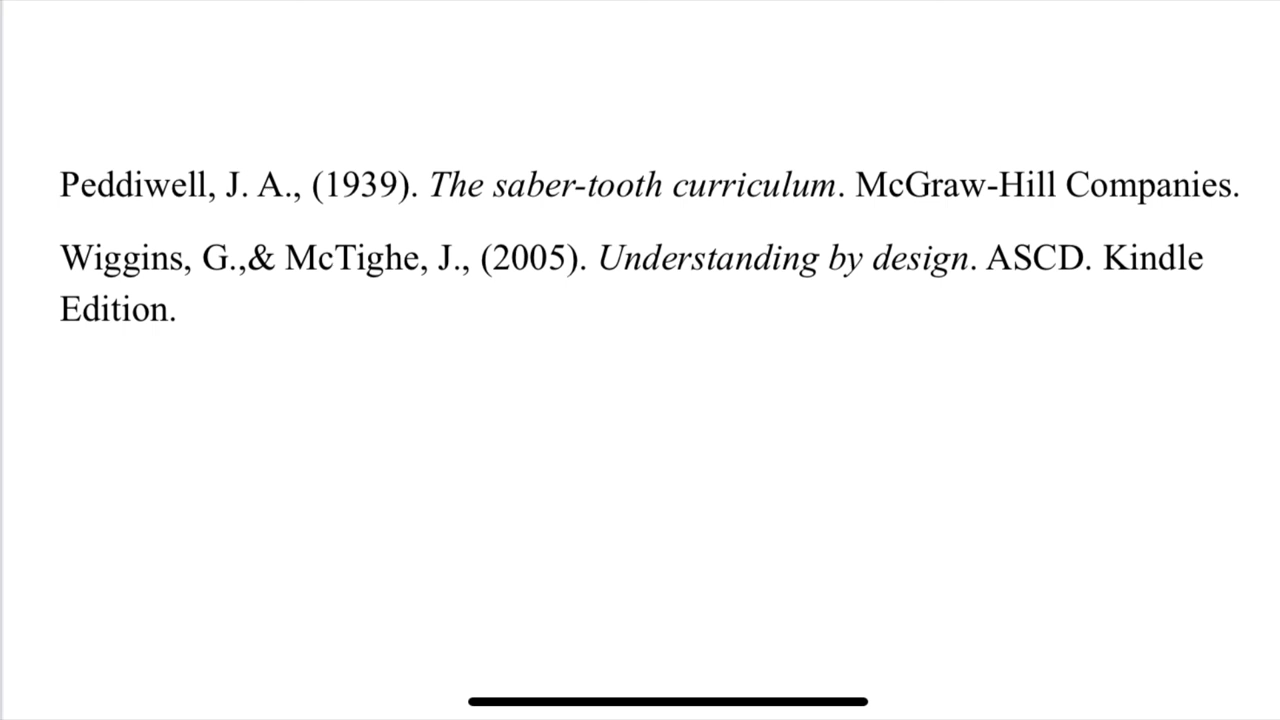 Peddiwell, J. A., (1939). The saber-tooth curriculum. McGraw-Hill Companies.
Wiggins, G.,& McTighe, J., (2005). Understanding by design. ASCD. Kindle
Edition.